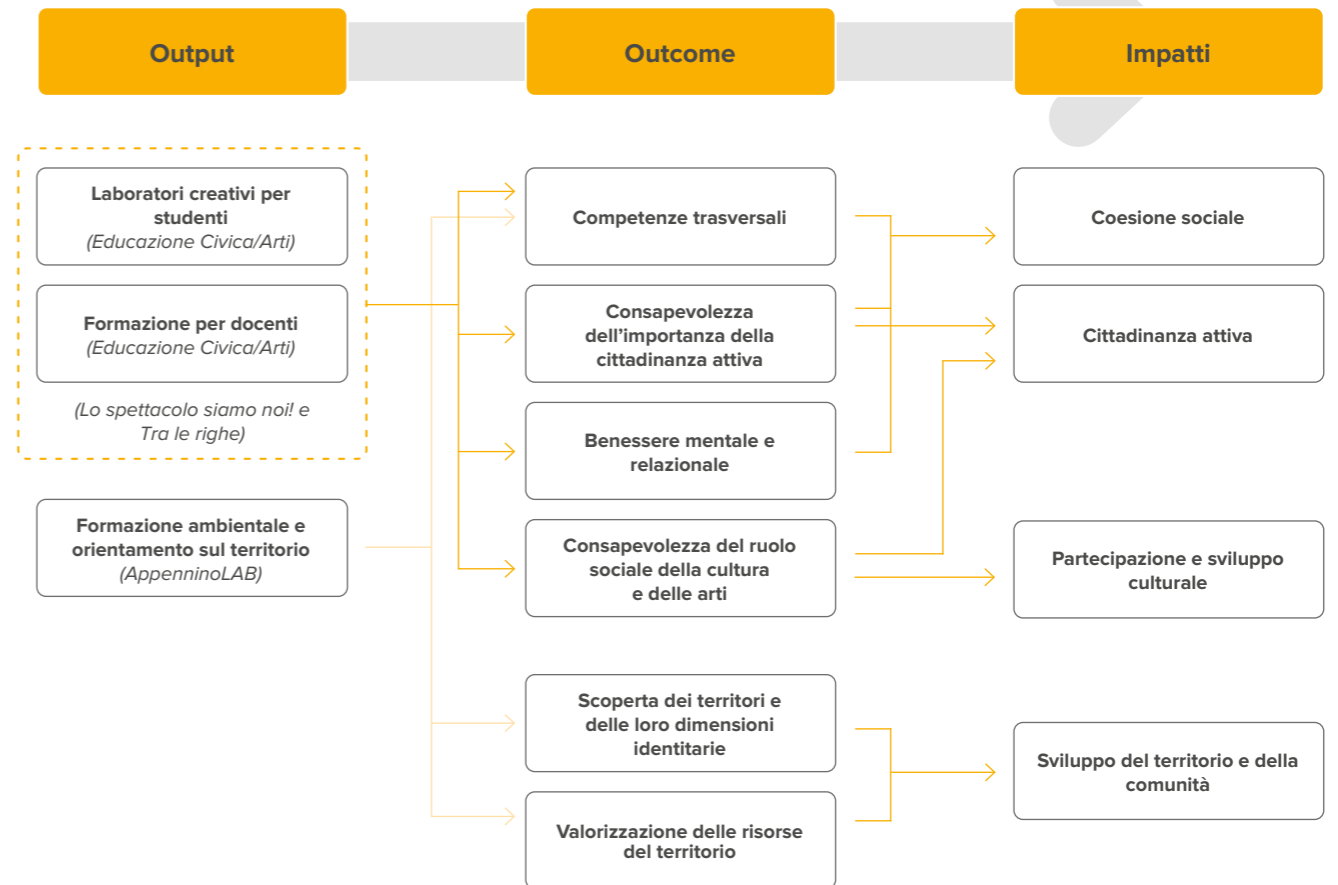 Output
Outcome
Impatti
Laboratori creativi per
studenti
(Educazione Civica/Arti)
Formazione per docenti
(Educazione Civica/Arti)
(Lo spettacolo siamo noi! e
Tra le righe)
Formazione ambientale e
orientamento sul territorio
(AppenninoLAB)
Competenze trasversali
Consapevolezza
dell’importanza della
cittadinanza attiva
Benessere mentale e
relazionale
Consapevolezza del ruolo
sociale della cultura
e delle arti
Scoperta dei territori e
delle loro dimensioni
identitarie
Valorizzazione delle risorse
del territorio
Coesione sociale
Cittadinanza attiva
Partecipazione e sviluppo
culturale
Sviluppo del territorio e della
comunità